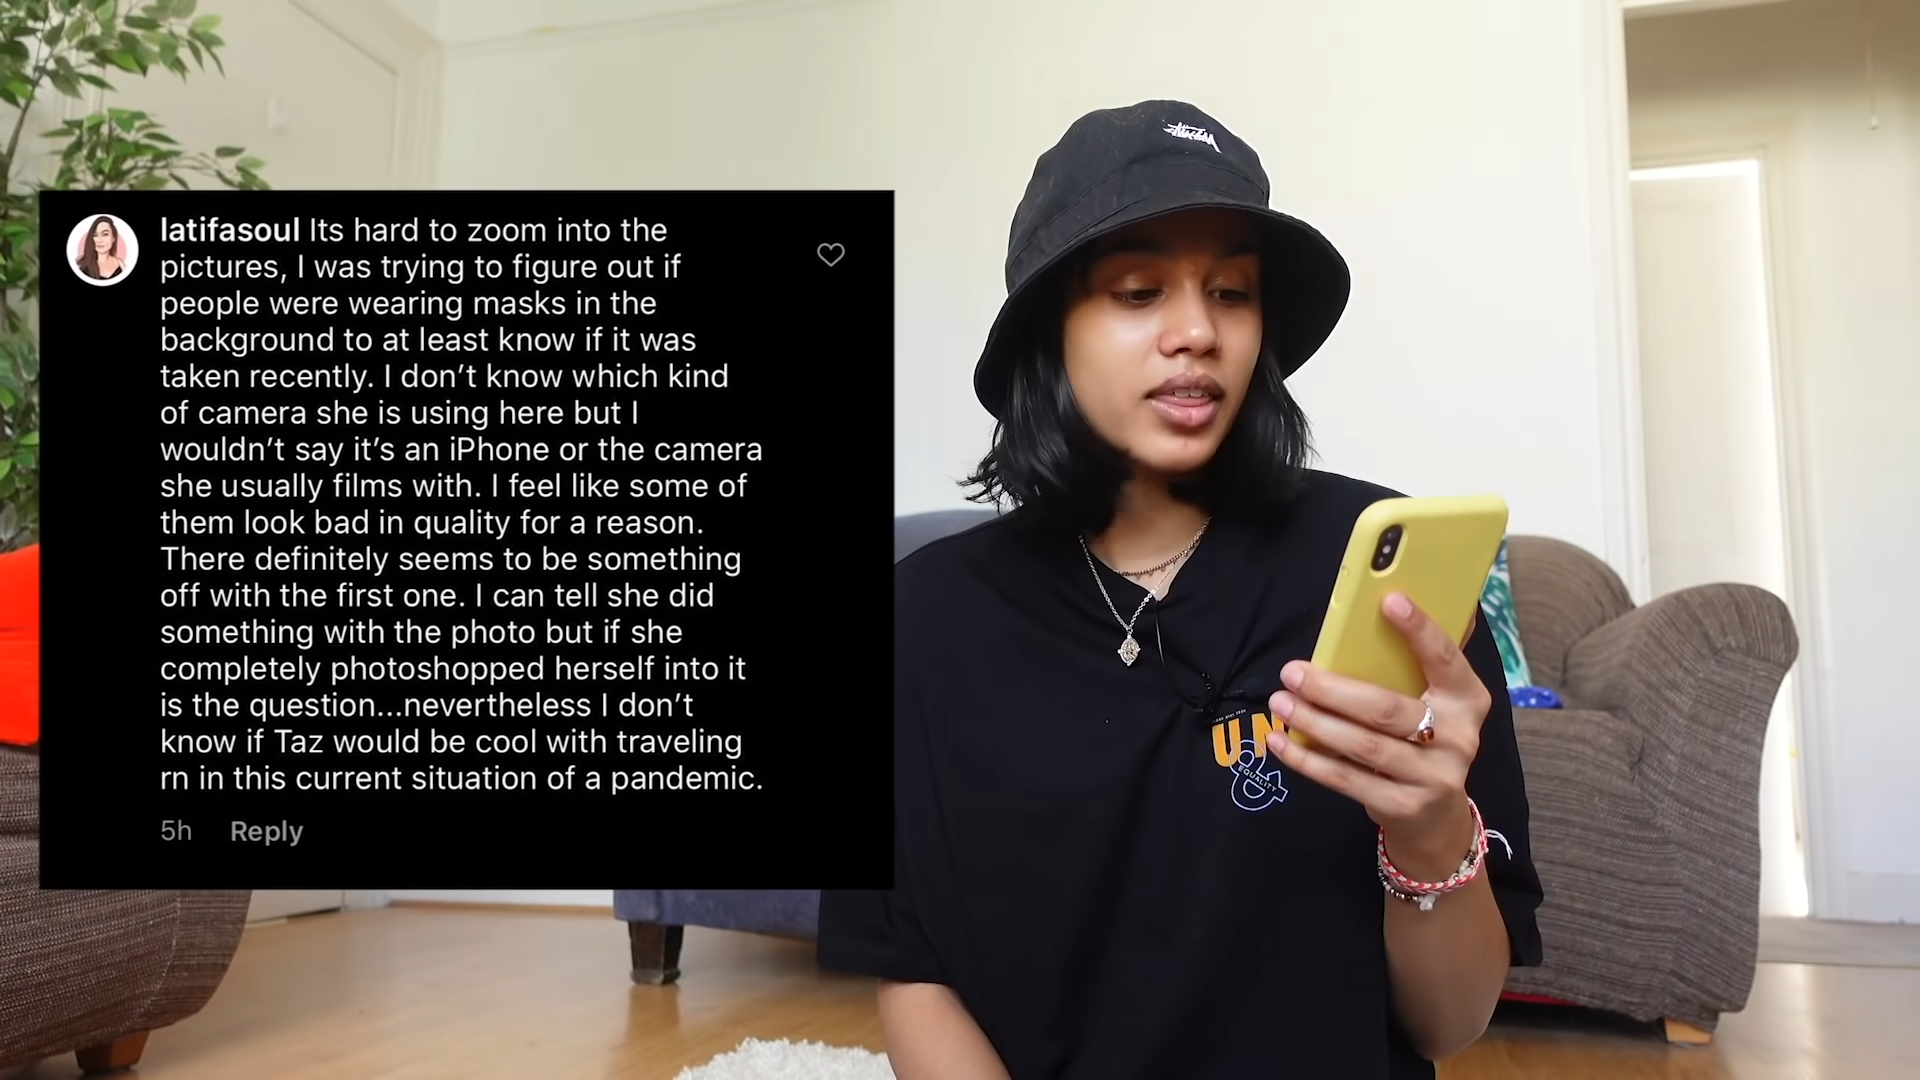 latifasoul Its hard to zoom into the
pictures, I was trying to figure out if
people were wearing masks in the
background to at least know if it was
taken recently. I don’t know which kind
of camera she is using here but I
wouldn’t say it’s an iPhone or the camera
she usually films with. I feel like some of
them look bad in quality for a reason.
There definitely seems to be something
off with the first one. I can tell she did
something with the photo but if she
completely photoshopped herself into it
is the question...nevertheless I don’t
know if Taz would be cool with traveling
rn in this current situation of a pandemic.
5h Reply
UN
&
EQUALITY